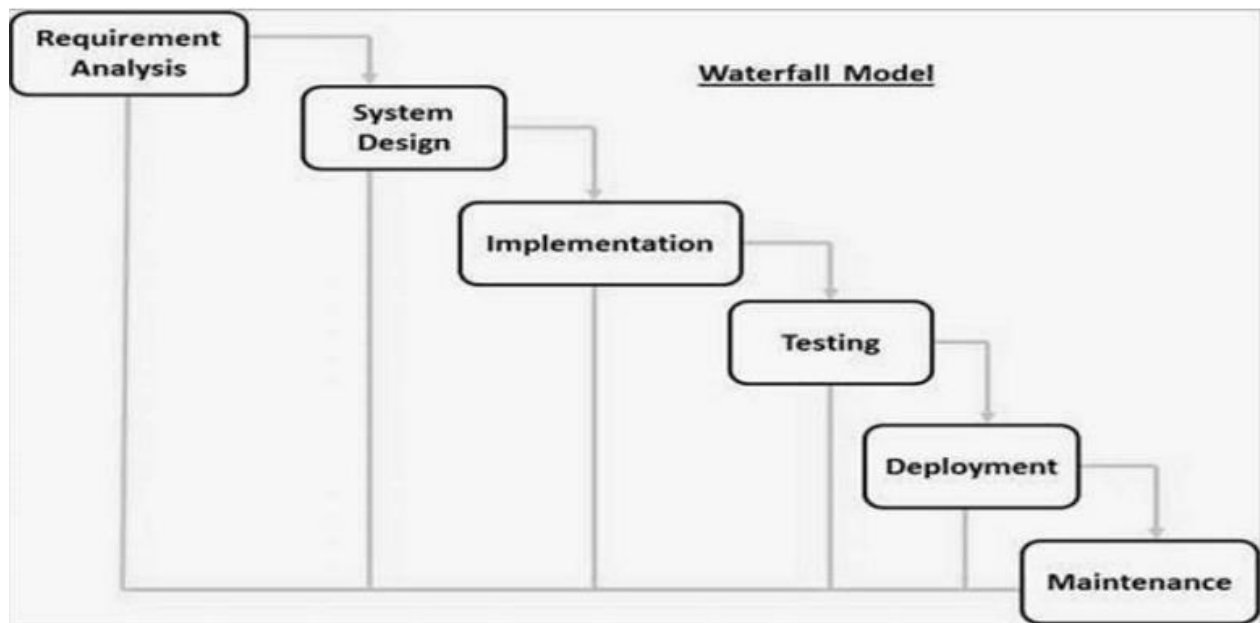 Requirement
Analysis
Waterfall Model
System
Design
Implementation
Testing
Deployment
Maintenance